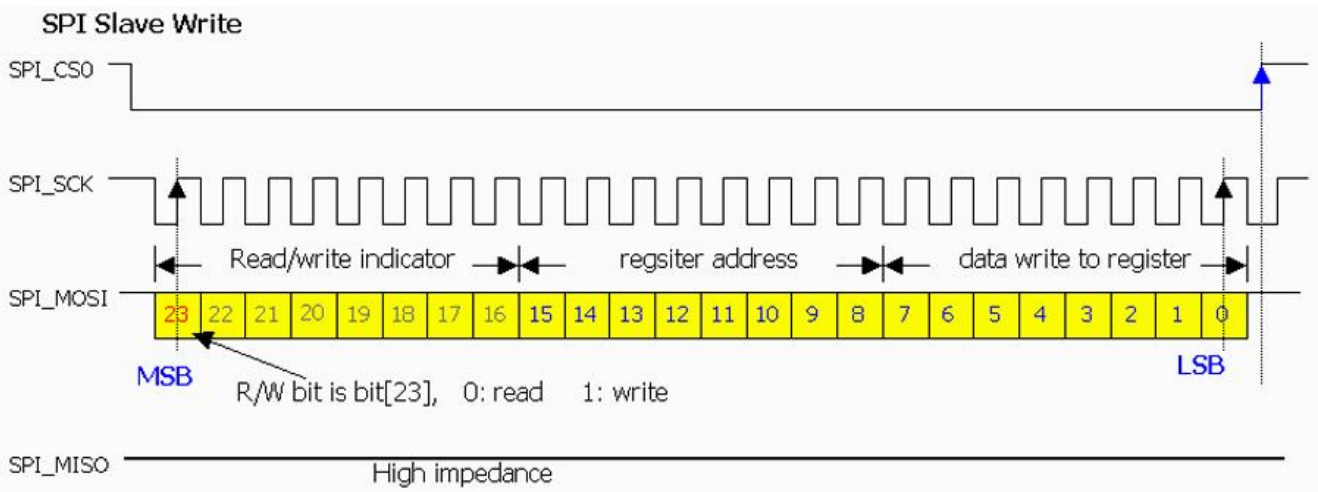 SPI Slave Write
SPI_CS0
SPI_SCK
Read/write indicator
regsiter address
data write to register
SPI_MOSI
23 22 21 20 19 18 17 16 15 14 13 12 11 10 9 8 7 6 5 4 3 2 1 0
MSB
LSB
R/W bit is bit[23], 0: read 1: write
SPI_MISO
High impedance